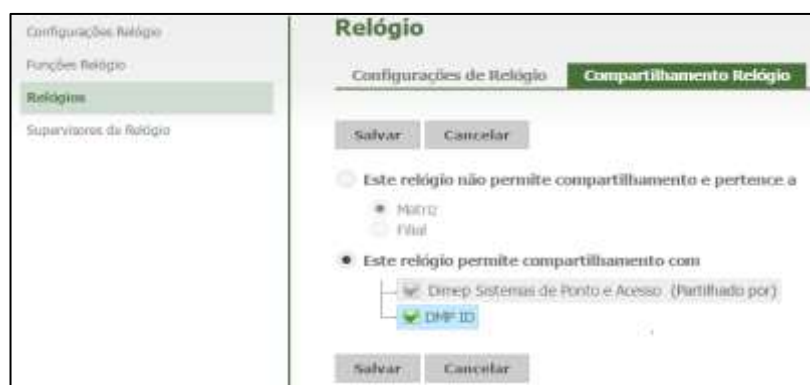 Configurações Relógio
Funções Relógio
Relógios
Supervisores de Relógio
Relógio
Configurações de Relógio Compartilhamento Relógio
Salvar Cancelar
Este relógio não permite compartilhamento e pertence a
Matriz
Filial
Este relógio permite compartilhamento com
Dimep Sistemas de Ponto e Acesso (Partilhado por)
DMP ID
Salvar Cancelar